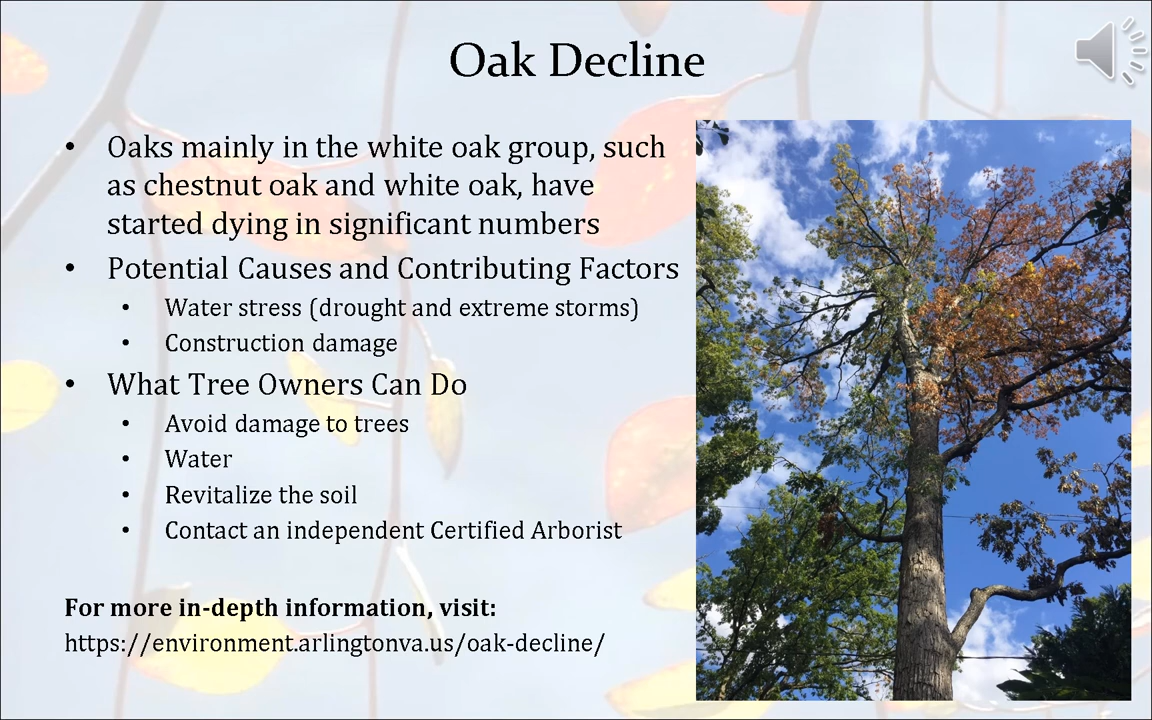 Oak Decline
• Oaks mainly in the white oak group, such
as chestnut oak and white oak, have
started dying in significant numbers
• Potential Causes and Contributing Factors
• Water stress (drought and extreme storms)
• Construction damage
• What Tree Owners Can Do
• Avoid damage to trees
• Water
• Revitalize the soil
• Contact an independent Certified Arborist
For more in-depth information, visit:
https://environment.arlingtonva.us/oak-decline/